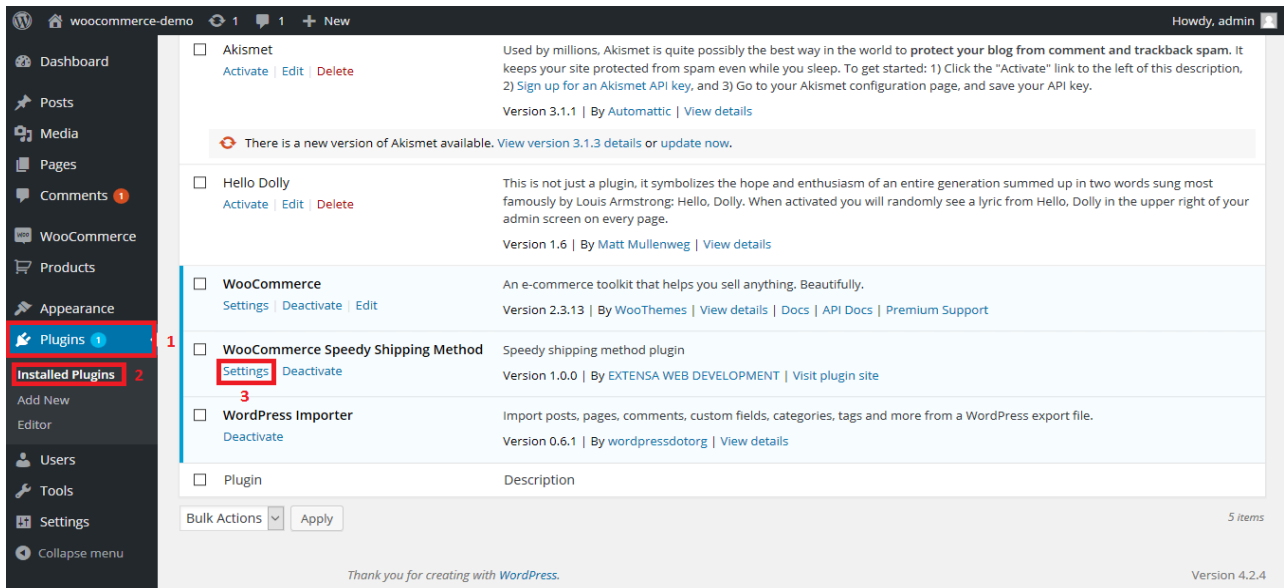 woocommerce-demo 1 1 + New Howdy, admin
Dashboard
Posts
Media
Pages
Comments 1
WooCommerce
Products
Appearance
Plugins 1 1
Installed Plugins 2
Add New
Editor
Users
Tools
Settings
Collapse menu
Akismet
Activate | Edit | Delete
Used by millions, Akismet is quite possibly the best way in the world to protect your blog from comment and trackback spam. It
keeps your site protected from spam even while you sleep. To get started: 1) Click the "Activate" link to the left of this description,
2) Sign up for an Akismet API key, and 3) Go to your Akismet configuration page, and save your API key.
Version 3.1.1 | By Automattic | View details
There is a new version of Akismet available. View version 3.1.3 details or update now.
Hello Dolly
Activate | Edit | Delete
This is not just a plugin, it symbolizes the hope and enthusiasm of an entire generation summed up in two words sung most
famously by Louis Armstrong: Hello, Dolly. When activated you will randomly see a lyric from Hello, Dolly in the upper right of your
admin screen on every page.
Version 1.6 | By Matt Mullenweg | View details
WooCommerce
Settings | Deactivate | Edit
An e-commerce toolkit that helps you sell anything. Beautifully.
Version 2.3.13 | By WooThemes | View details | Docs | API Docs | Premium Support
WooCommerce Speedy Shipping Method
Settings Deactivate
3
Speedy shipping method plugin
Version 1.0.0 | By EXTENSA WEB DEVELOPMENT | Visit plugin site
WordPress Importer
Deactivate
Import posts, pages, comments, custom fields, categories, tags and more from a WordPress export file.
Version 0.6.1 | By wordpressdotorg | View details
Plugin Description
Bulk Actions Apply 5 items
Thank you for creating with WordPress. Version 4.2.4